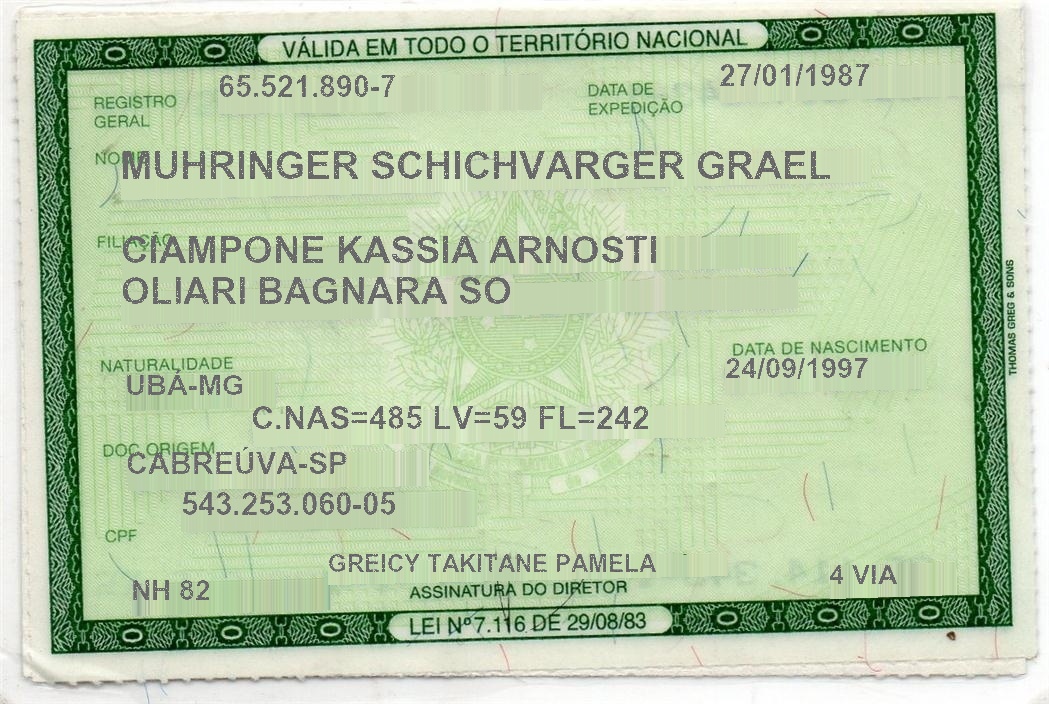 VÁLIDA EM TODO O TERRITÓRIO NACIONAL
REGISTRO GERAL 65.521.890-7 DATA DE EXPEDIÇÃO 27/01/1987
NOME MUHRINGER SCHICHVARGER GRAEL
FILIAÇÃO CIAMPONE KASSIA ARNOSTI
OLIARI BAGNARA SO
NATURALIDADE DATA DE NASCIMENTO
UBÁ-MG 24/09/1997
C.NAS=485 LV=59 FL=242
DOC.ORIGEM
CABREÚVA-SP
543.253.060-05
CPF
GREICY TAKITANE PAMELA
NH 82 ASSINATURA DO DIRETOR 4 VIA
LEI Nº 7.116 DE 29/08/83
THOMAS GREG & SONS